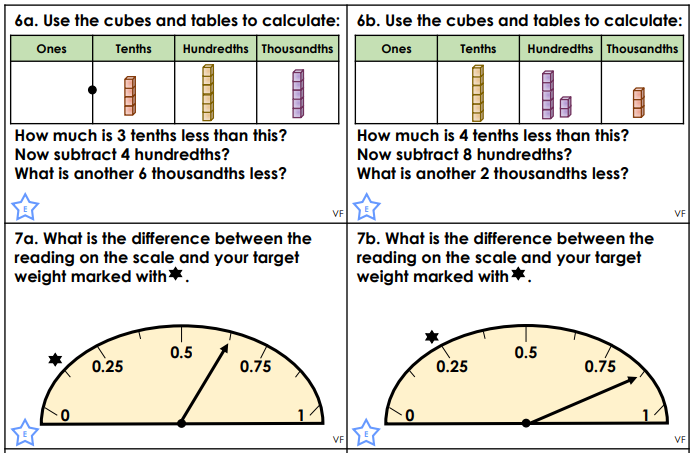 6a. Use the cubes and tables to calculate:
Ones Tenths Hundredths Thousandths
How much is 3 tenths less than this?
Now subtract 4 hundredths?
What is another 6 thousandths less?
E
VF
6b. Use the cubes and tables to calculate:
Ones Tenths Hundredths Thousandths
How much is 4 tenths less than this?
Now subtract 8 hundredths?
What is another 2 thousandths less?
E
VF
7a. What is the difference between the
reading on the scale and your target
weight marked with ✶.
0 0.25 0.5 0.75 1
E
VF
7b. What is the difference between the
reading on the scale and your target
weight marked with ✶.
0 0.25 0.5 0.75 1
E
VF